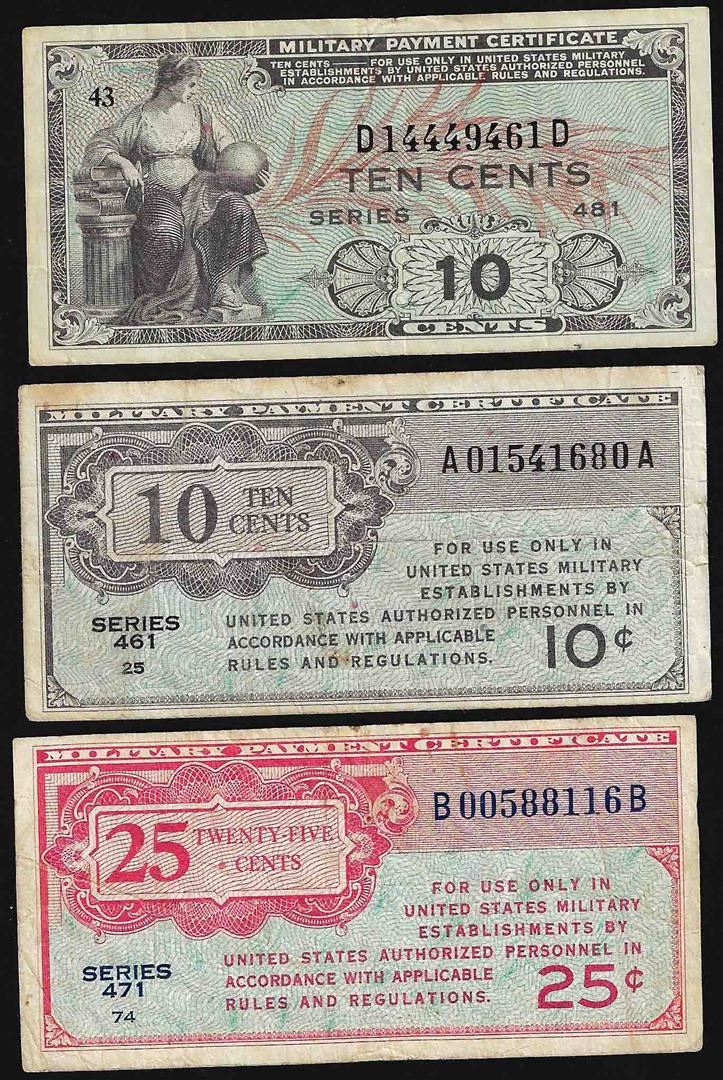 MILITARY PAYMENT CERTIFICATE
TEN CENTS — FOR USE ONLY IN UNITED STATES MILITARY
ESTABLISHMENTS BY UNITED STATES AUTHORIZED PERSONNEL
IN ACCORDANCE WITH APPLICABLE RULES AND REGULATIONS.
43
D14449461D
TEN CENTS
SERIES 481
10
CENTS
MILITARY PAYMENT CERTIFICATE
A01541680A
10 TEN
CENTS
FOR USE ONLY IN
UNITED STATES MILITARY
ESTABLISHMENTS BY
UNITED STATES AUTHORIZED PERSONNEL IN
ACCORDANCE WITH APPLICABLE
RULES AND REGULATIONS.
SERIES
461
25
10¢
MILITARY PAYMENT CERTIFICATE
B00588116B
25 TWENTY-FIVE
CENTS
FOR USE ONLY IN
UNITED STATES MILITARY
ESTABLISHMENTS BY
UNITED STATES AUTHORIZED PERSONNEL IN
ACCORDANCE WITH APPLICABLE
RULES AND REGULATIONS.
SERIES
471
74
25¢